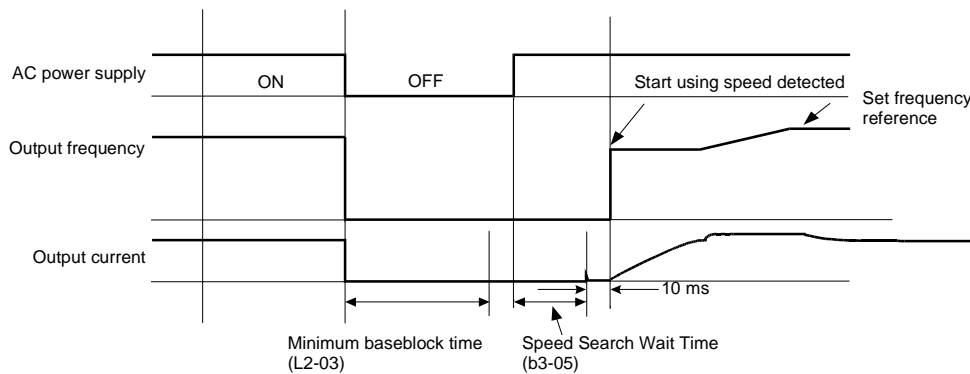 AC power supply
ON
OFF
Start using speed detected
Set frequency
reference
Output frequency
Output current
10 ms
Minimum baseblock time
(L2-03)
Speed Search Wait Time
(b3-05)